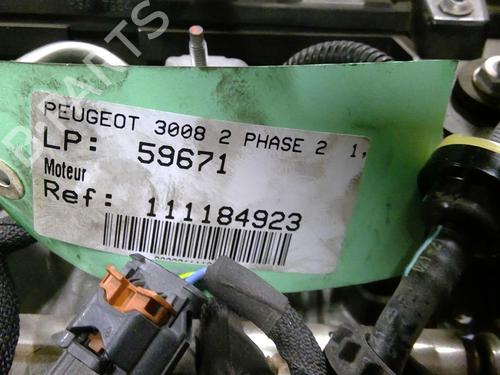 PEUGEOT 3008 2 PHASE 2 1,
LP: 59671
Moteur
Ref: 111184923